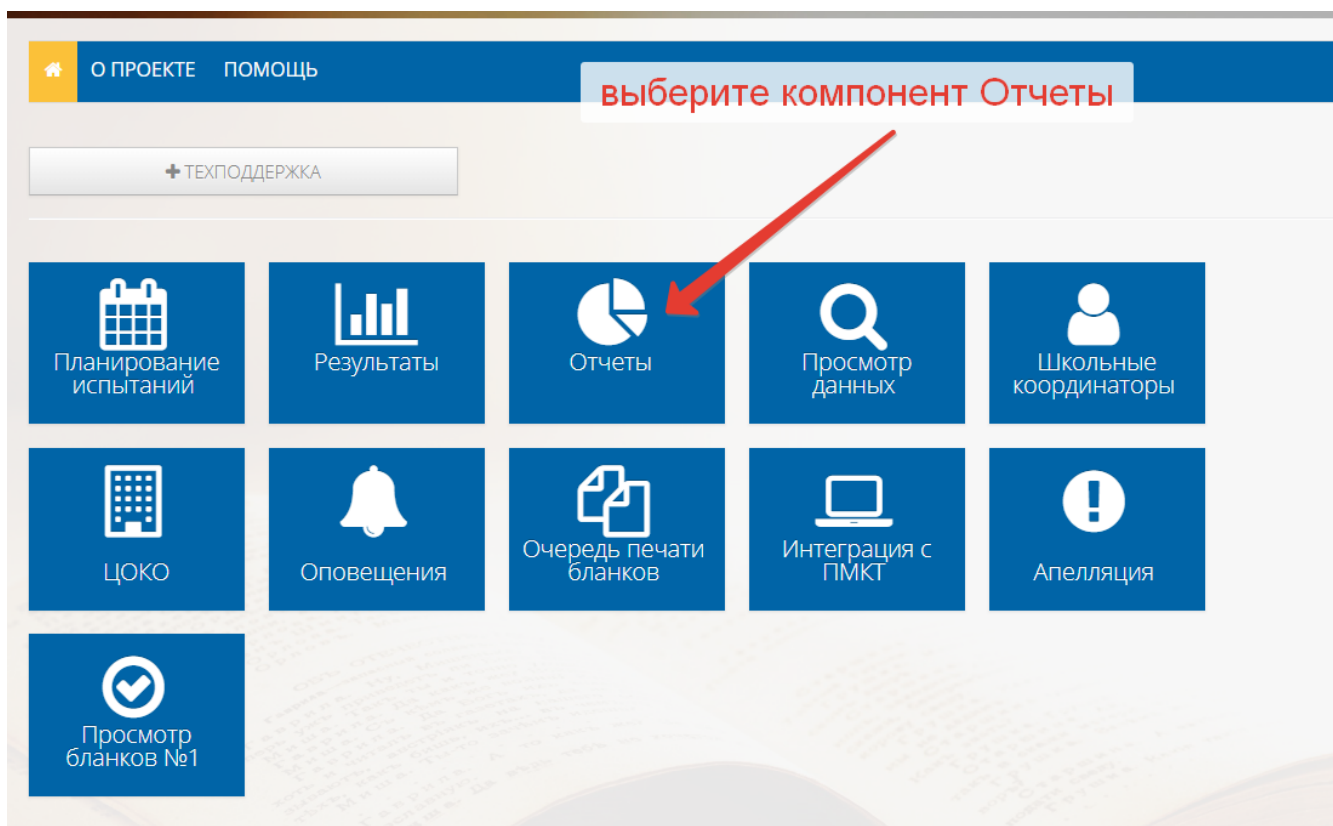 О ПРОЕКТЕ ПОМОЩЬ
выберите компонент Отчеты
ТЕХПОДДЕРЖКА
Планирование
испытаний
Результаты
Отчеты
Просмотр
данных
Школьные
координаторы
ЦОКО
Оповещения
Очередь печати
бланков
Интеграция с
ПМКТ
Апелляция
Просмотр
бланков №1